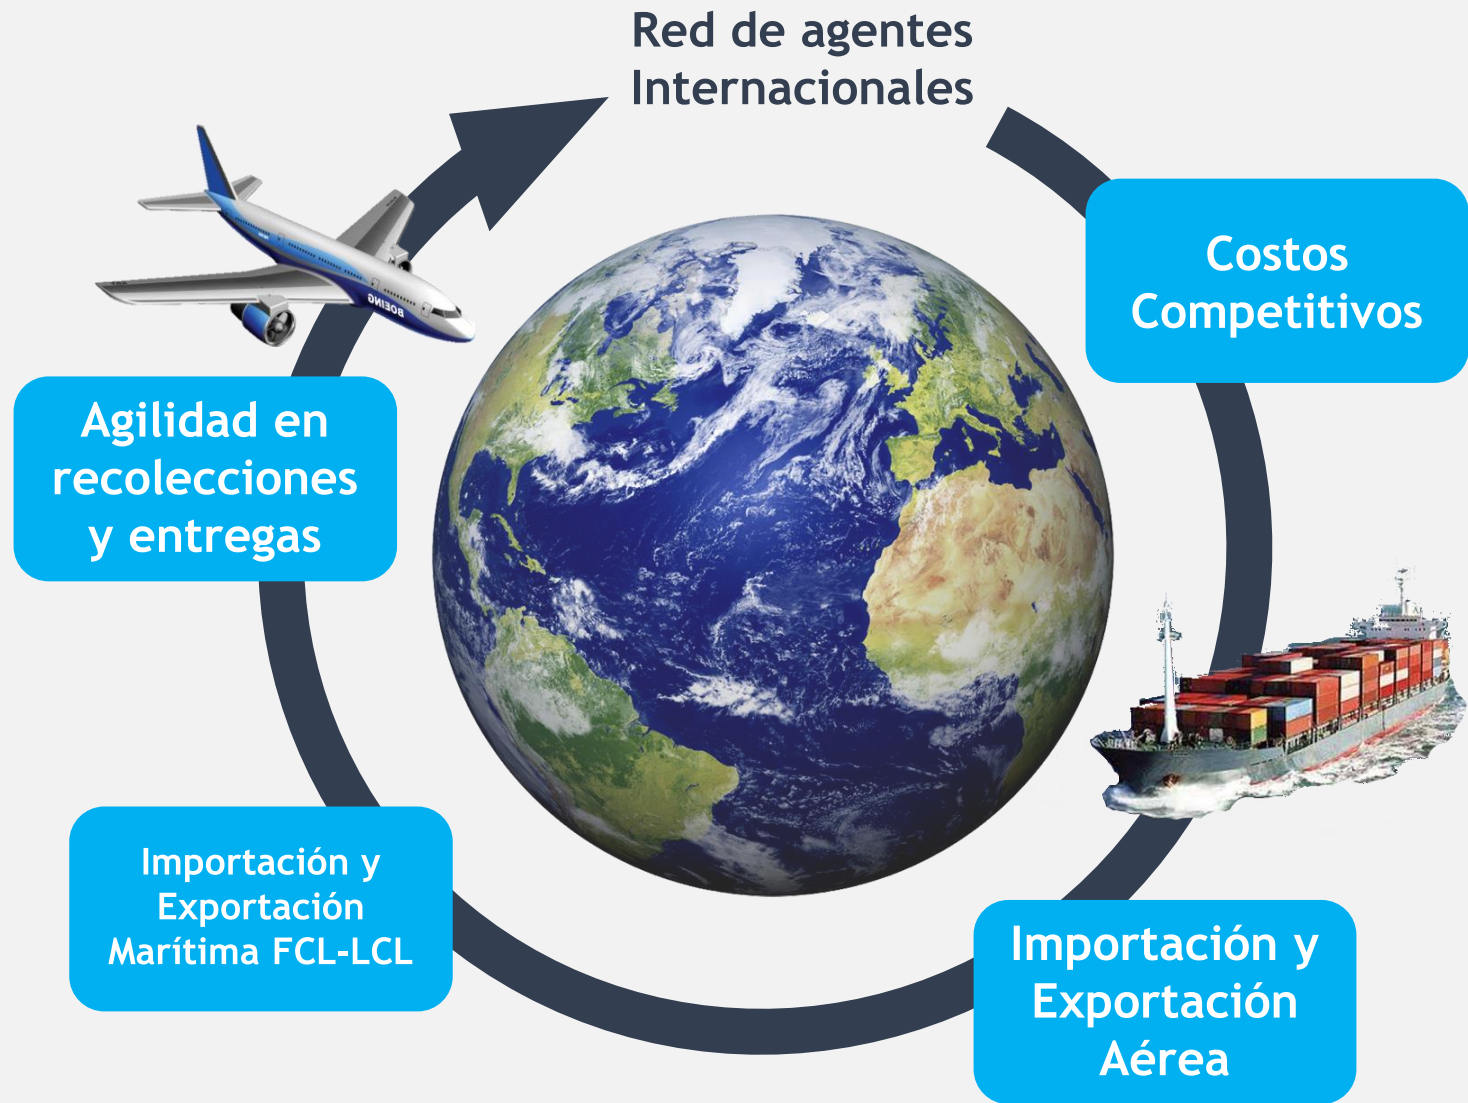 Red de agentes
Internacionales
Costos
Competitivos
BOEING
Agilidad en
recolecciones
y entregas
Importación y
Exportación
Marítima FCL-LCL
Importación y
Exportación
Aérea